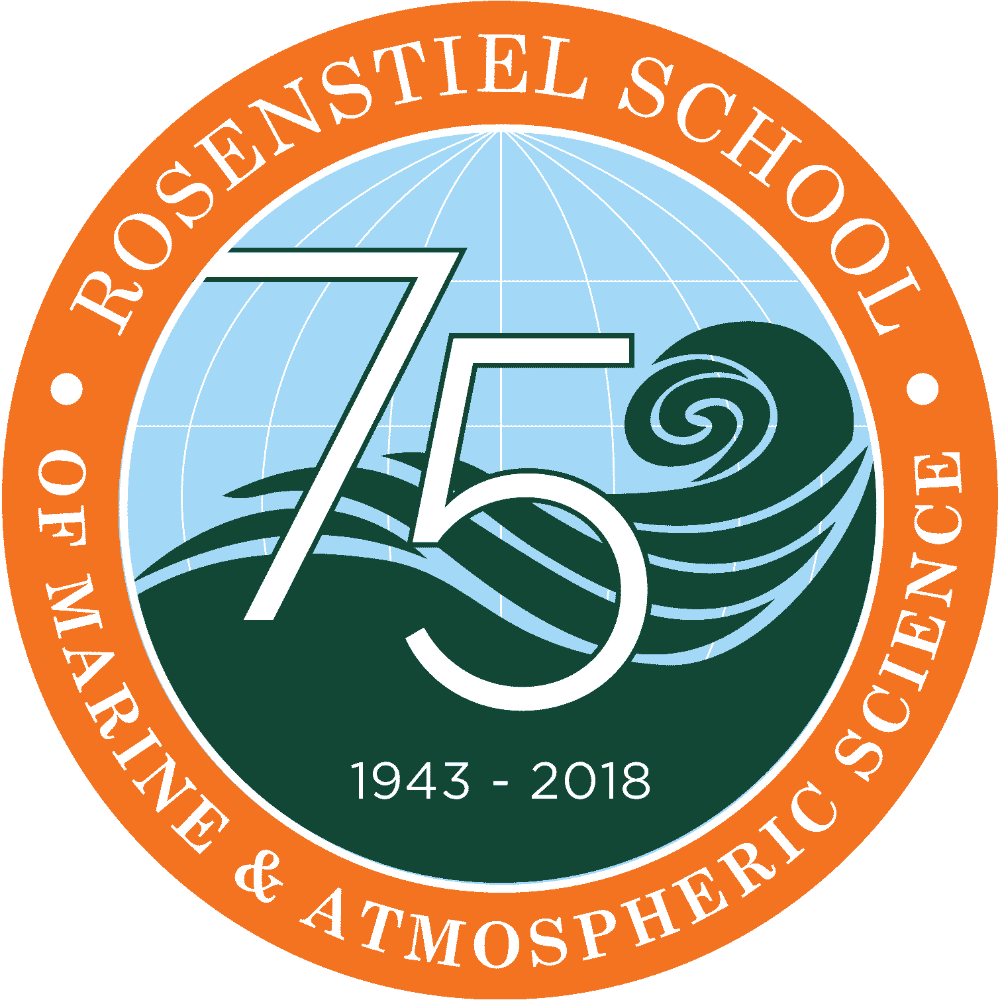 ROSENSTIEL SCHOOL
75
1943 - 2018
OF MARINE & ATMOSPHERIC SCIENCE